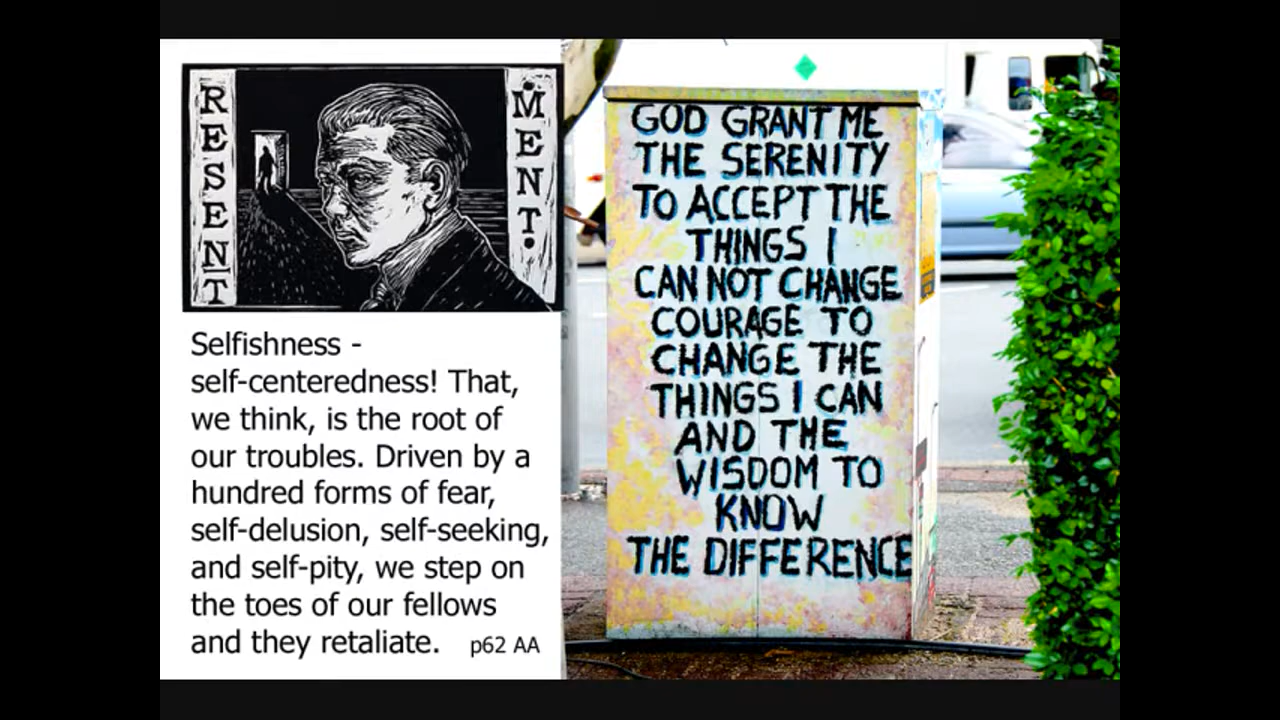 RESENT
MENT.
Selfishness -
self-centeredness! That,
we think, is the root of
our troubles. Driven by a
hundred forms of fear,
self-delusion, self-seeking,
and self-pity, we step on
the toes of our fellows
and they retaliate. p62 AA
GOD GRANT ME
THE SERENITY
TO ACCEPT THE
THINGS I
CAN NOT CHANGE
COURAGE TO
CHANGE THE
THINGS I CAN
AND THE
WISDOM TO
KNOW
THE DIFFERENCE